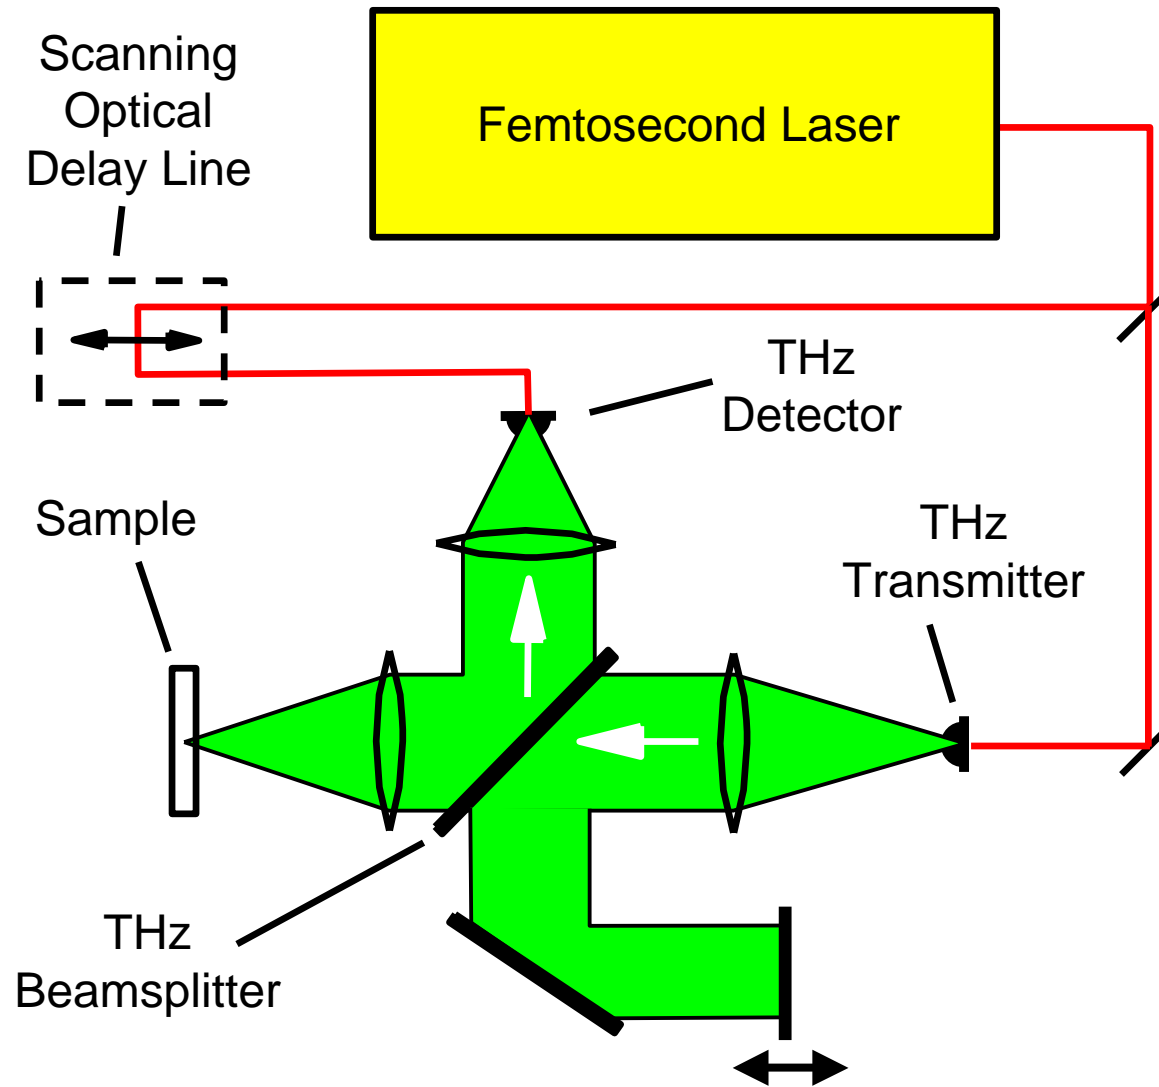 Scanning
Optical
Delay Line
Femtosecond Laser
THz
Detector
Sample
THz
Transmitter
THz
Beamsplitter